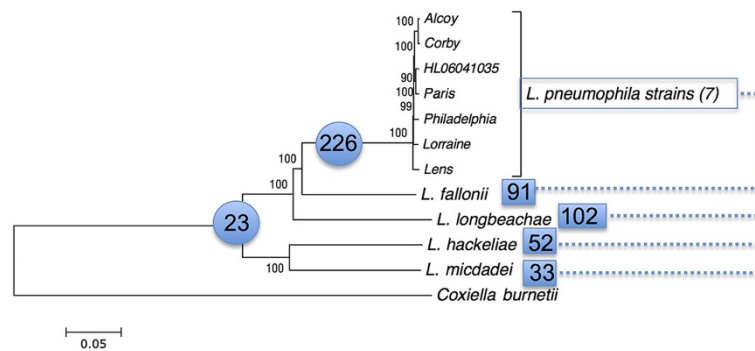 100 Alcoy
100 Corby
HL06041035
90
100 Paris
99
Philadelphia
100
Lorraine
Lens
L. pneumophila strains (7)
226
100
100
L. fallonii 91
23
L. longbeachae 102
L. hackeliae 52
100
L. micdadei 33
Coxiella burnetii
0.05